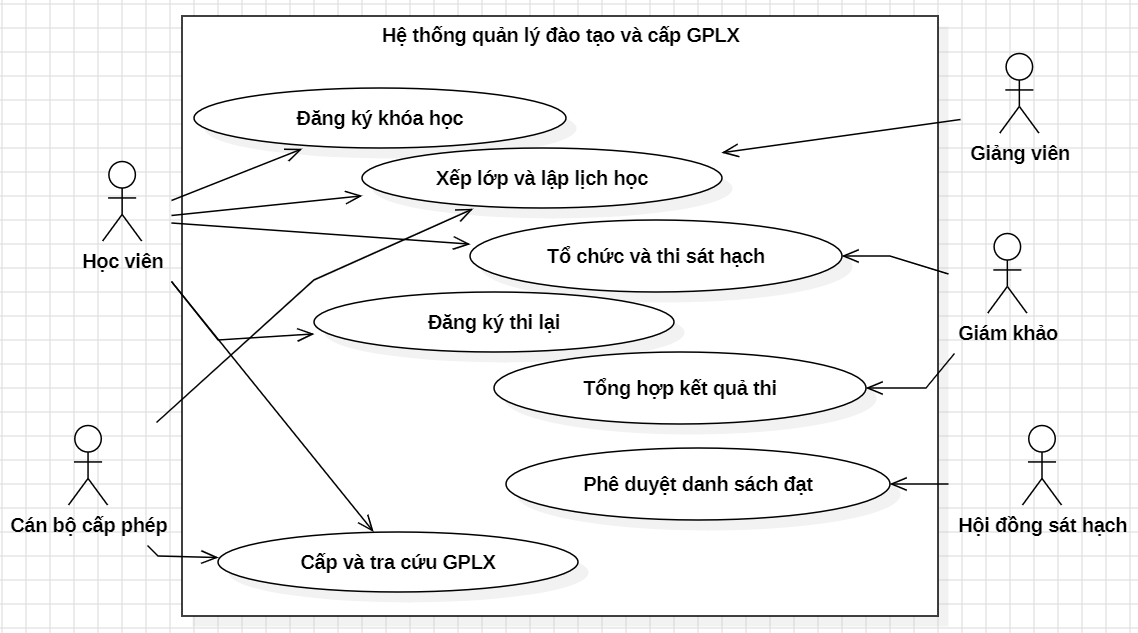 Hệ thống quản lý đào tạo và cấp GPLX
Đăng ký khóa học
Giảng viên
Xếp lớp và lập lịch học
Học viên
Tổ chức và thi sát hạch
Đăng ký thi lại
Giám khảo
Tổng hợp kết quả thi
Phê duyệt danh sách đạt
Cán bộ cấp phép
Hội đồng sát hạch
Cấp và tra cứu GPLX